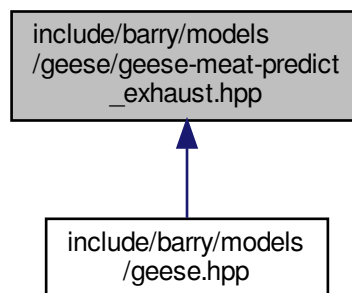 include/barry/models
/geese/geese-meat-predict
_exhaust.hpp
include/barry/models
/geese.hpp